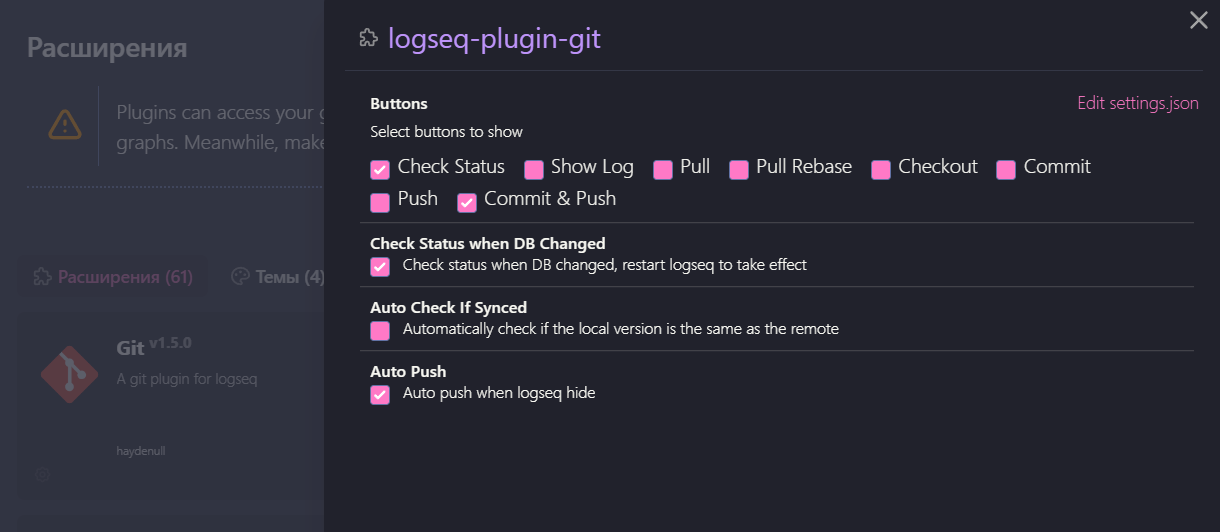 Расширения
Plugins can access your g
graphs. Meanwhile, make
Расширения (61) Темы (4)
Git v1.5.0
A git plugin for logseq
haydenull
logseq-plugin-git
Buttons
Edit settings.json
Select buttons to show
Check Status Show Log Pull Pull Rebase Checkout Commit
Push Commit & Push
Check Status when DB Changed
Check status when DB changed, restart logseq to take effect
Auto Check If Synced
Automatically check if the local version is the same as the remote
Auto Push
Auto push when logseq hide